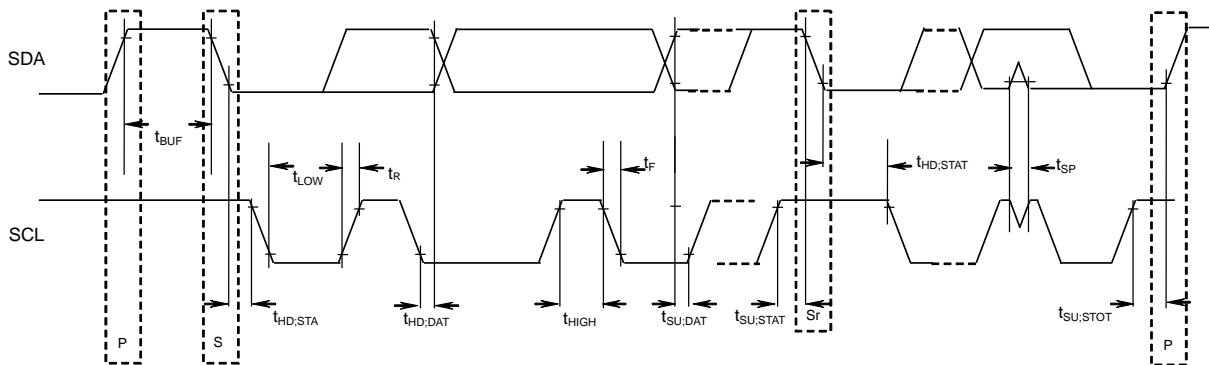 SDA
tBUF
tLOW
tR
tF
tHD;STAT
tSP
SCL
tHD;STA
tHD;DAT
tHIGH
tSU;DAT
tSU;STAT
Sr
tSU;STOT
P
S
P